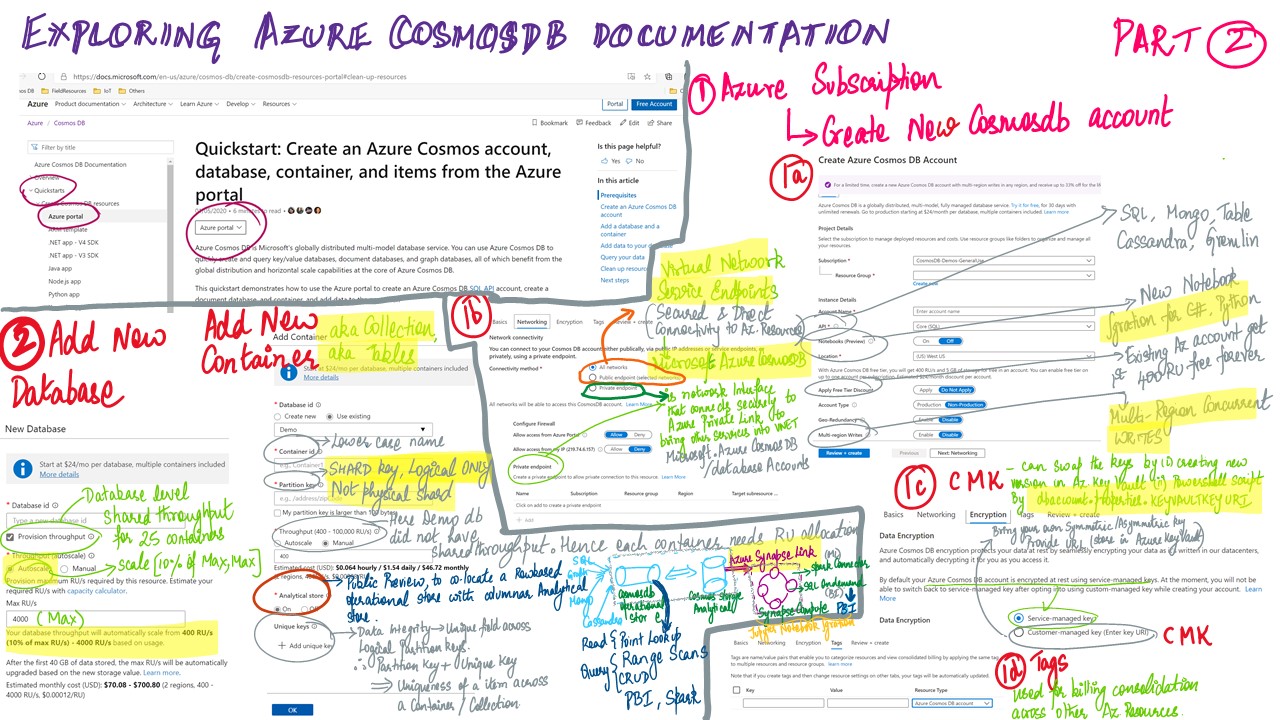 EXPLORING AZURE COSMOSDB DOCUMENTATION
PART 2
https://docs.microsoft.com/en-us/azure/cosmos-db/create-cosmosdb-resources-portal#clean-up-resources
os DB FieldResources IoT Others
Azure Product documentation Architecture Learn Azure Develop Resources Portal Free Account
Azure / Cosmos DB
Bookmark Feedback Edit Share
Filter by title
Azure Cosmos DB Documentation
Overview
Quickstarts
Create Cosmos DB resources
Azure portal
ARM template
.NET app - V4 SDK
.NET app - V3 SDK
Java app
Node.js app
Python app
Quickstart: Create an Azure Cosmos account,
database, container, and items from the Azure
portal
/05/2020 • 6 minutes to read •
Azure portal
Azure Cosmos DB is Microsoft's globally distributed multi-model database service. You can use Azure Cosmos DB to
quickly create and query key/value databases, document databases, and graph databases, all of which benefit from the
global distribution and horizontal scale capabilities at the core of Azure Cosmos DB.
This quickstart demonstrates how to use the Azure portal to create an Azure Cosmos DB SQL API account, create a
document database, and container, and add data to the
Is this page helpful?
Yes No
In this article
Prerequisites
Create an Azure Cosmos DB
account
Add a database and a
container
Add data to your
Query your data
Clean up resources
Next steps
1 Azure Subscription
Create New Cosmosdb account
1a
Create Azure Cosmos DB Account
For a limited time, create a new Azure Cosmos DB account with multi-region writes in any region, and receive up to 33% off for the
Azure Cosmos DB is a globally distributed, multi-model, fully managed database service. Try it for free, for 30 days with
unlimited renewals. Go to production starting at $24/month per database, multiple containers included. Learn more
Project Details
Select the subscription to manage deployed resources and costs. Use resource groups like folders to organize and manage all
your resources.
Subscription * CosmosDB-Demos-GeneralUse
Resource Group *
Create new
Instance Details
Account Name * Enter account name
API * Core (SQL)
Notebooks (Preview) On Off
Location * (US) West US
With Azure Cosmos DB free tier, you will get 400 RU/s and 5 GB of storage for free in an account. You can enable free tier on
up to one account per subscription. Estimated $24/month discount per account.
Apply Free Tier Discount Apply Do Not Apply
Account Type Production Non-Production
Geo-Redundancy Enable Disable
Multi-region Writes Enable Disable
Review + create Previous Next: Networking
SQL, Mongo, Table
Cassandra, Gremlin
New Notebook
Igration for C#, Python
Existing Az account get
1st 400 RU free forever
Multi-Region Concurrent
WRITES
1b
Virtual Network
Service Endpoints
(Secured & Direct
Connectivity to Az. Resources)
Microsoft.AzureCosmosDB
Basics Networking Encryption Tags Review + create
Network connectivity
You can connect to your Cosmos DB account either publically, via public IP addresses or service endpoints, or
privately, using a private endpoint.
Connectivity method * All networks
Public endpoint (selected networks)
Private endpoint
All networks will be able to access this CosmosDB account. Learn More
Configure Firewall
Allow access from Azure Portal Allow Deny
Allow access from my IP (219.74.6.157) Allow Deny
Private endpoint
Create a private endpoint to allow private connection to this resource. Learn More
Name Subscription Resource group Region Target subresource
Click on add to create a private endpoint
+ Add
is network Interface
that connects securely to
Azure Private Link, to
bring other services into VNET
Microsoft.Azure Cosmos DB
/database Accounts
1c CMK - can swap the keys by (i) creating new
version in Az Key Vault (ii) Powershell script
by $account.Properties.KEYVAULTKEYURI
Basics Networking Encryption Tags Review + create
Bring your own Symmetric/Asymmetric key
Provide URL (store in Azure KeyVault)
Data Encryption
Azure Cosmos DB encryption protects your data at rest by seamlessly encrypting your data as it written in our datacenters,
and automatically decrypting it for you as you access it.
By default your Azure Cosmos DB account is encrypted at rest using service-managed keys. At the moment, you will not be
able to switch back to service-managed key after opting into using custom-managed key while creating your account. Learn
More
Data Encryption
Service-managed key
Customer-managed key (Enter key URI)
CMK
1d Tags
used for billing consolidation
across other Az. Resources.
Basics Networking Encryption Tags Review + create
Tags are name/value pairs that enable you to categorize resources and view consolidated billing by applying the same tag
to multiple resources and resource groups. learn more
Note that if you create tags and then change resource settings on other tabs, your tags will be automatically updated.
Key Value Resource Type
Azure Cosmos DB account
2 Add New
Database
New Database
Start at $24/mo per database, multiple containers included
More details
* Database id
Type a new database id
Provision throughput
* Throughput (autoscale)
Autoscale Manual
Provision maximum RU/s required by this resource. Estimate your
required RU/s with capacity calculator.
Max RU/s
4000 (Max)
Your database throughput will automatically scale from 400 RU/s
(10% of max RU/s) - 4000 RU/s based on usage.
After the first 40 GB of data stored, the max RU/s will be automatically
upgraded based on the new storage value. Learn more.
Estimated monthly cost (USD): $70.08 - $700.80 (2 regions, 400 -
4000 RU/s, $0.00012/RU)
Database level
shared throughput
for 25 containers
scale [10% of Max, Max]
Add New
Container
aka Collection,
aka Tables
Add Container
Start at $24/mo per database, multiple containers included
More details
* Database id
Create new Use existing
Demo
* Container id
e.g., Container1
* Partition key
e.g., /address/zipCode
My partition key is larger than 100 bytes
* Throughput (400 - 100,000 RU/s)
Autoscale Manual
400
Estimated cost (USD): $0.064 hourly / $1.54 daily / $46.72 monthly
* Analytical store
On Off
Unique keys
+ Add unique key
OK
Lower case name
SHARD key, Logical ONLY
Not physical shard
Here Demo db
did not have
shared throughput. Hence each container needs RU allocation
Public Preview, to co-locate a Rowbased
operational store with columnar Analytical
store.
Data integrity → Unique field across
Logical Partition keys.
∴ Partition Key + Unique Key
⇒ Uniqueness of a item across
a Container / Collection.
SQL
Mongo
Cassandra
Cosmosdb
operational
store
Cosmos storage
Analytical
Azure Synapse Link
Synapse Compute
Jupyter Notebook Igration
(Ml)
Spark Connector
SQL OnDemand
(BI)
PBI
Read { Point Lookup
Query { Range Scans
CRUD
PBI, Spark